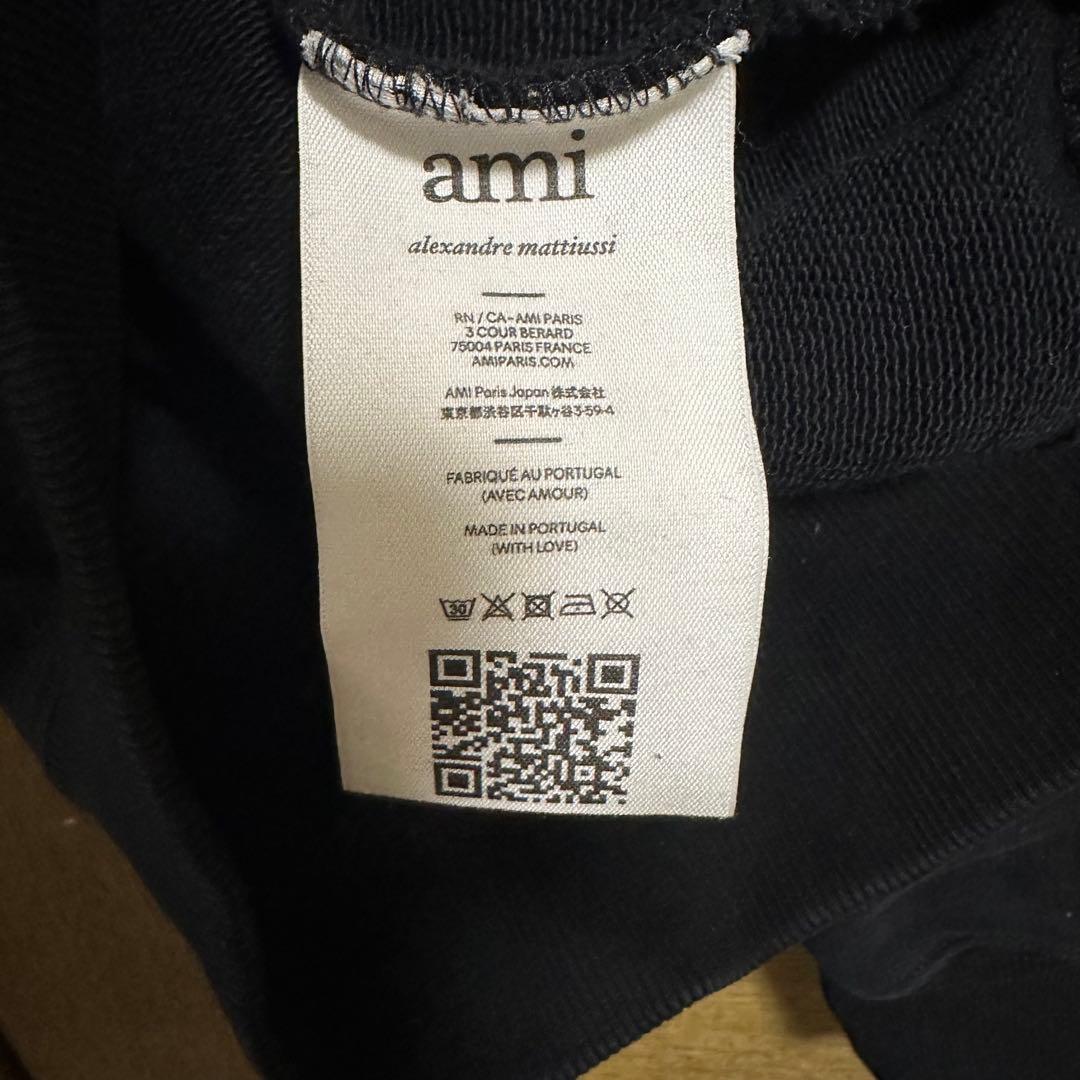 ami
alexandre mattiussi
RN / CA-AMI PARIS
3 COUR BERARD
75004 PARIS FRANCE
AMIPARIS.COM
AMI Paris Japan 株式会社
東京都渋谷区千駄ヶ谷3-59-4
FABRIQUÉ AU PORTUGAL
(AVEC AMOUR)
MADE IN PORTUGAL
(WITH LOVE)
30